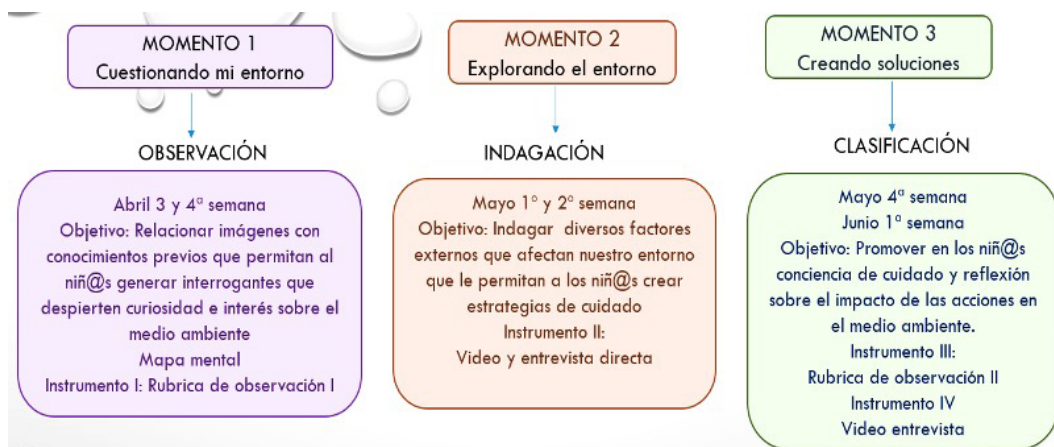 MOMENTO 1
Cuestionando mi entorno
OBSERVACIÓN
Abril 3 y 4ª semana
Objetivo: Relacionar imágenes con
conocimientos previos que permitan al
niñ@s generar interrogantes que
despierten curiosidad e interés sobre el
medio ambiente
Mapa mental
Instrumento I: Rubrica de observación I
MOMENTO 2
Explorando el entorno
INDAGACIÓN
Mayo 1º y 2º semana
Objetivo: Indagar diversos factores
externos que afectan nuestro entorno
que le permitan a los niñ@s crear
estrategias de cuidado
Instrumento II:
Video y entrevista directa
MOMENTO 3
Creando soluciones
CLASIFICACIÓN
Mayo 4ª semana
Junio 1ª semana
Objetivo: Promover en los niñ@s
conciencia de cuidado y reflexión
sobre el impacto de las acciones en
el medio ambiente.
Instrumento III:
Rubrica de observación II
Instrumento IV
Video entrevista